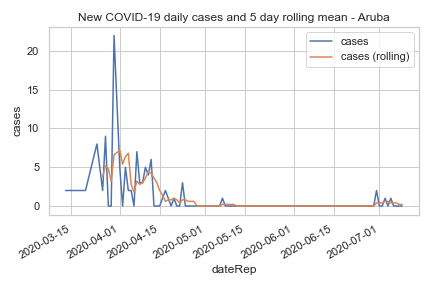 New COVID-19 daily cases and 5 day rolling mean - Aruba
cases
cases (rolling)
cases
20
15
10
5
0
2020-03-15
2020-04-01
2020-04-15
2020-05-01
2020-05-15
2020-06-01
2020-06-15
2020-07-01
dateRep